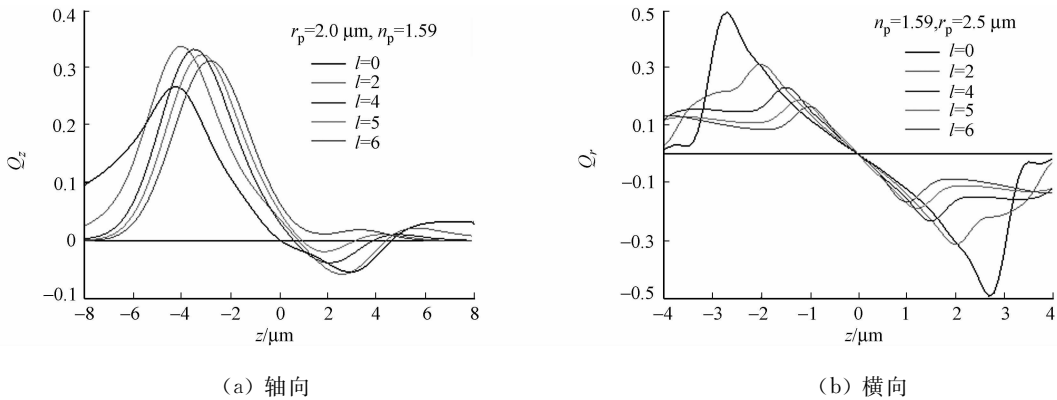 0.4
0.3
0.2
0.1
0
−0.1
Q_z
r_p=2.0 μm, n_p=1.59
l=0
l=2
l=4
l=5
l=6
−8 −6 −4 −2 0 2 4 6 8
z/μm
(a) 轴向
0.5
0.3
0.1
−0.1
−0.3
−0.5
Q_r
n_p=1.59,r_p=2.5 μm
l=0
l=2
l=4
l=5
l=6
−4 −3 −2 −1 0 1 2 3 4
z/μm
(b) 横向